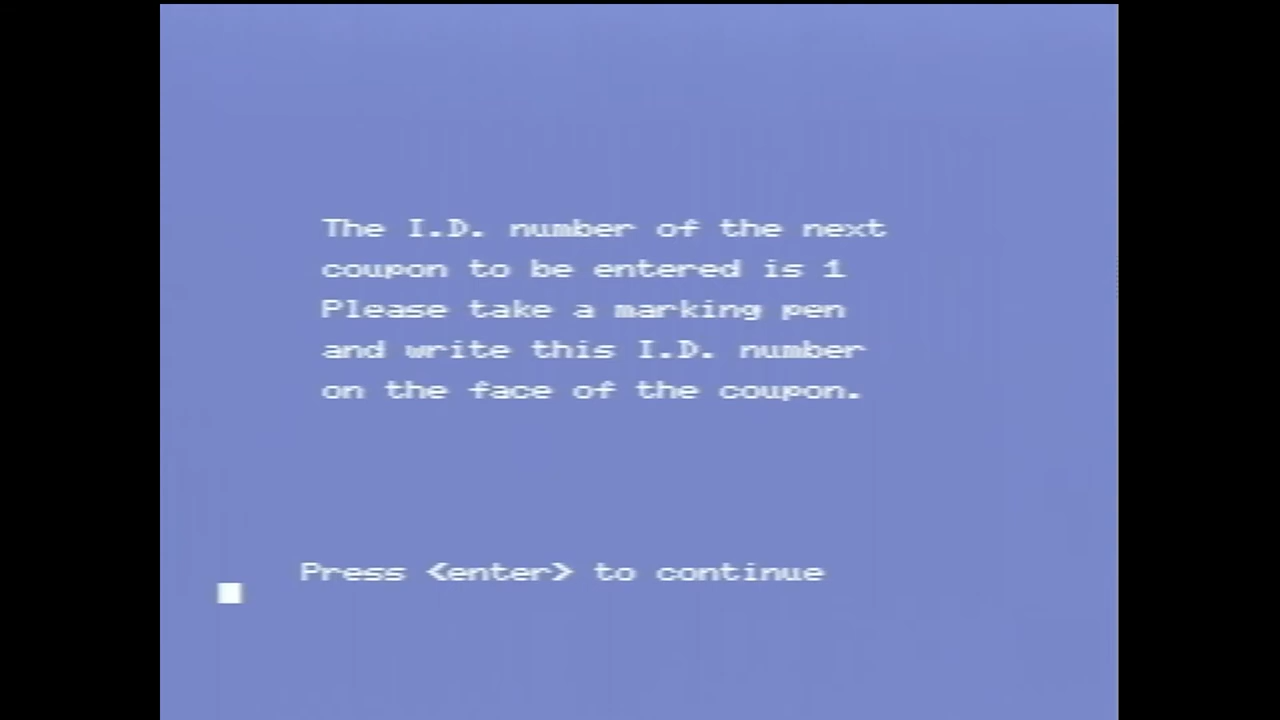 The I.D. number of the next
coupon to be entered is 1
Please take a marking pen
and write this I.D. number
on the face of the coupon.
Press <enter> to continue